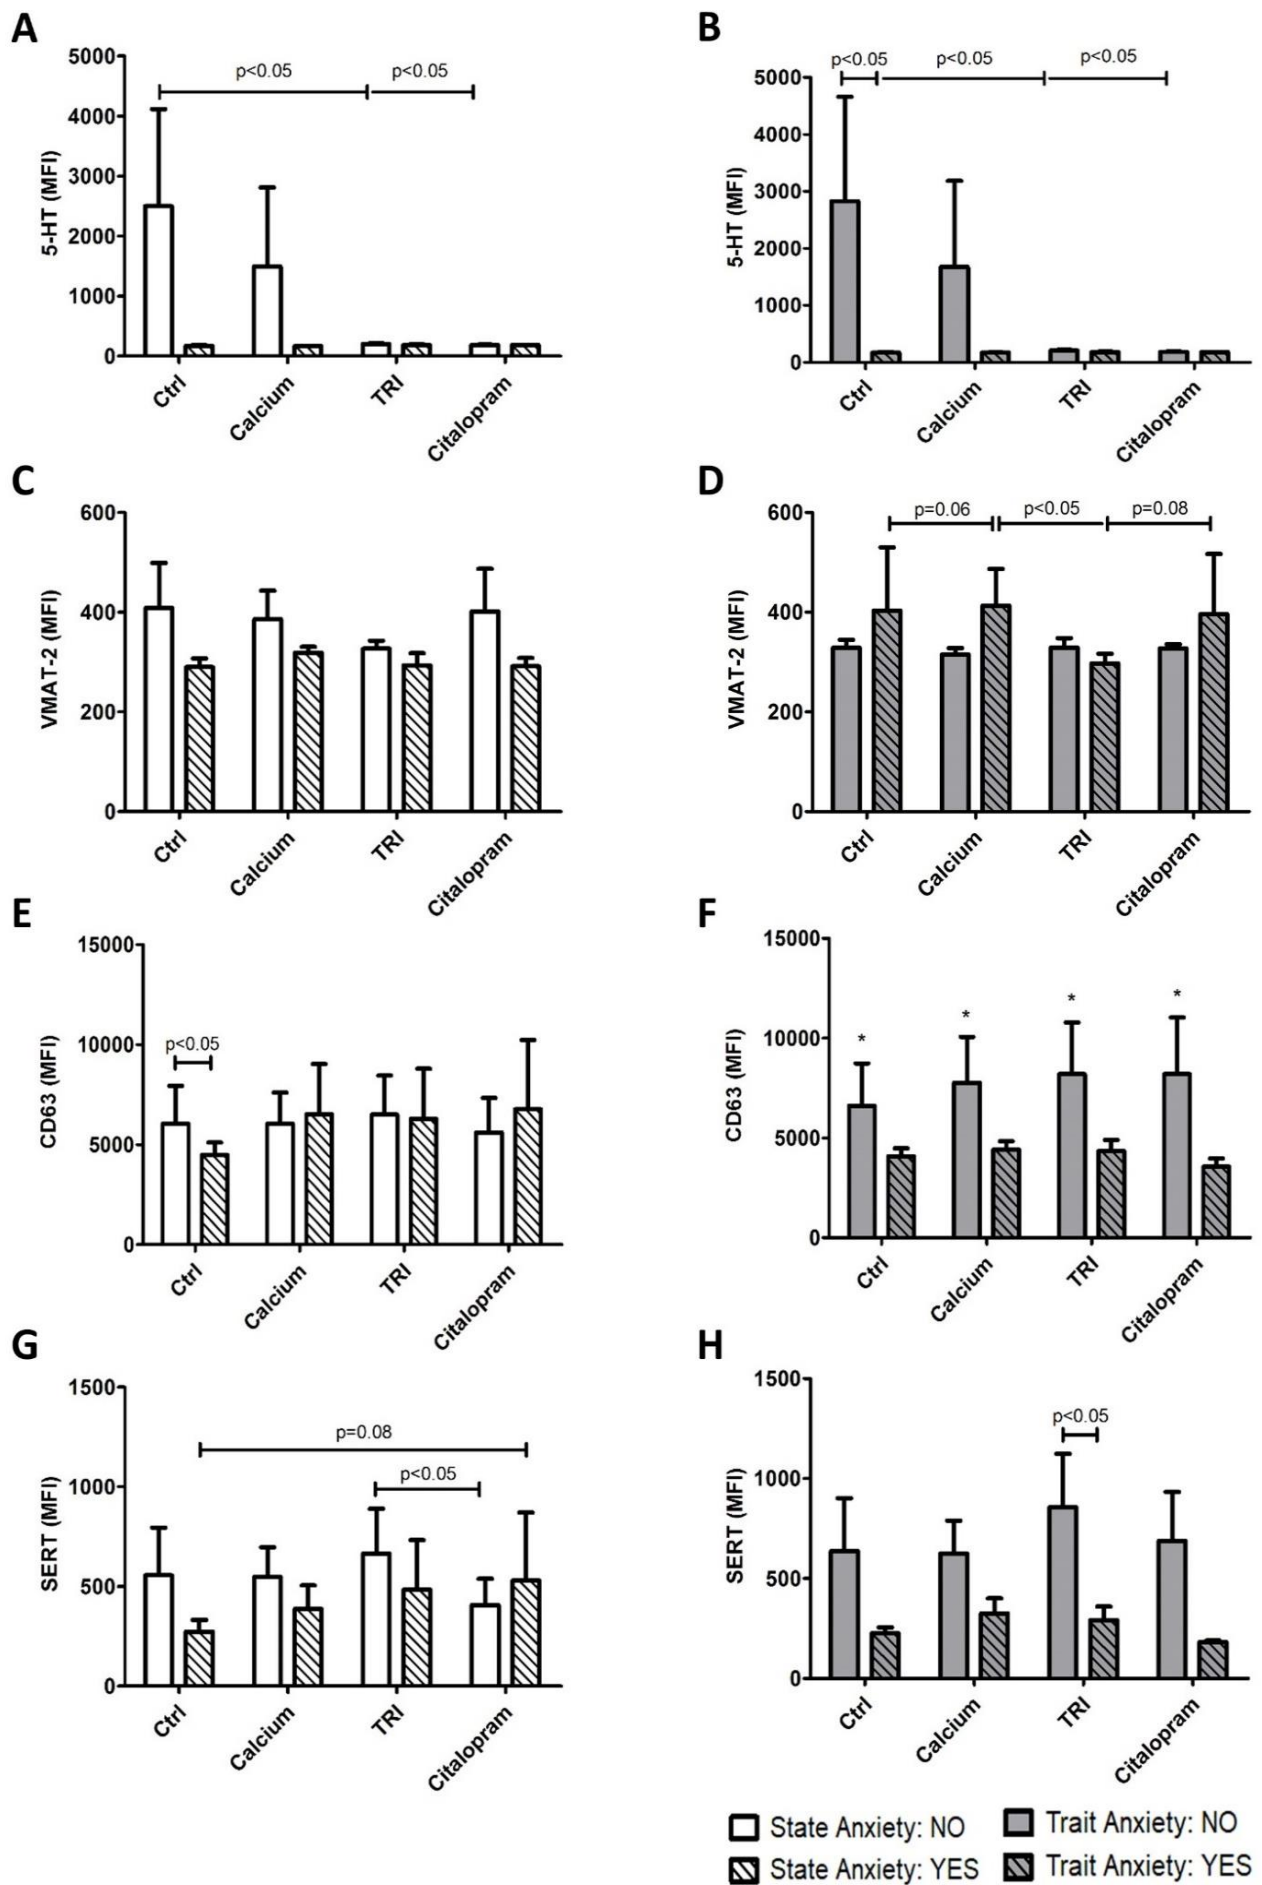 A
5-HT (MFI)
5000
4000
3000
2000
1000
0
p<0.05
p<0.05
Ctrl
Calcium
TRI
Citalopram
B
5-HT (MFI)
5000
4000
3000
2000
1000
0
p<0.05
p<0.05
p<0.05
Ctrl
Calcium
TRI
Citalopram
C
VMAT-2 (MFI)
600
400
200
0
Ctrl
Calcium
TRI
Citalopram
D
VMAT-2 (MFI)
600
400
200
0
p=0.06
p<0.05
p=0.08
Ctrl
Calcium
TRI
Citalopram
E
CD63 (MFI)
15000
10000
5000
0
p<0.05
Ctrl
Calcium
TRI
Citalopram
F
CD63 (MFI)
15000
10000
5000
0
*
*
*
*
Ctrl
Calcium
TRI
Citalopram
G
SERT (MFI)
1500
1000
500
0
p=0.08
p<0.05
Ctrl
Calcium
TRI
Citalopram
H
SERT (MFI)
1500
1000
500
0
p<0.05
Ctrl
Calcium
TRI
Citalopram
State Anxiety: NO
Trait Anxiety: NO
State Anxiety: YES
Trait Anxiety: YES